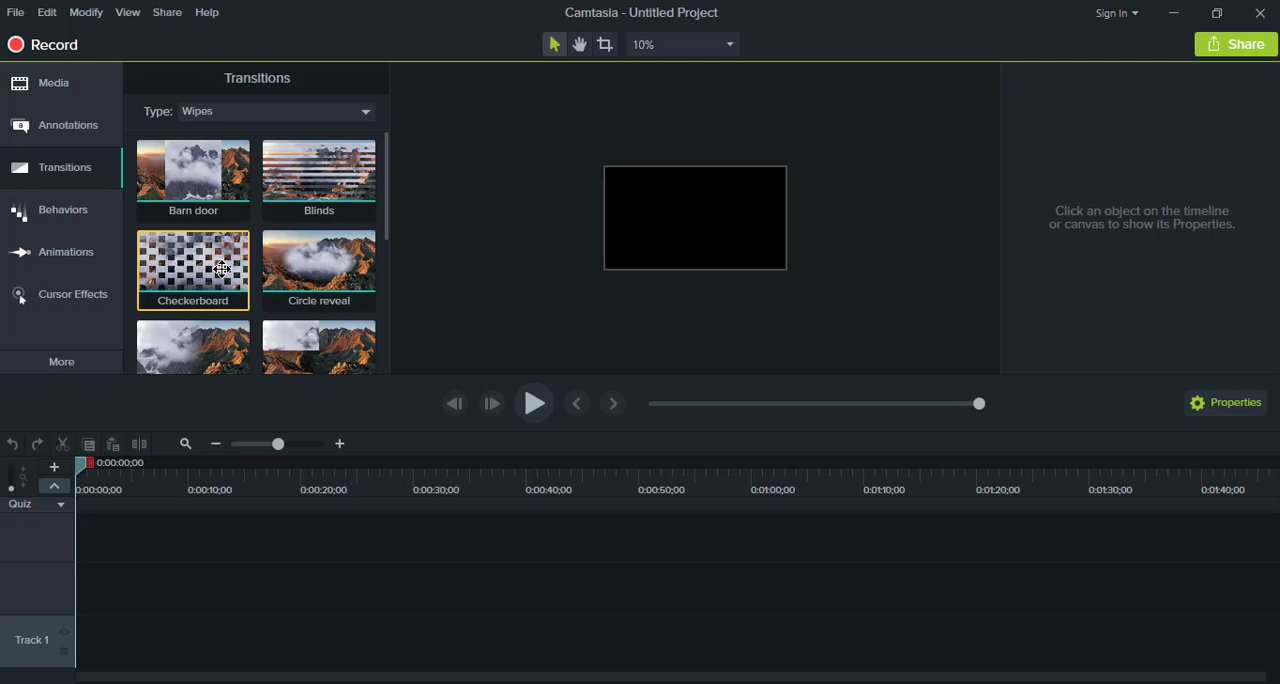 File Edit Modify View Share Help
Camtasia - Untitled Project
Sign In
Record
10%
Share
Media
Annotations
a
Transitions
Behaviors
Animations
Cursor Effects
More
Transitions
Type: Wipes
Barn door
Blinds
Checkerboard
Circle reveal
Click an object on the timeline
or canvas to show its Properties.
Properties
0:00:00;00
0:00:00;00 0:00:10;00 0:00:20;00 0:00:30;00 0:00:40;00 0:00:50;00 0:01:00;00 0:01:10;00 0:01:20;00 0:01:30;00 0:01:40;00
Quiz
Track 1